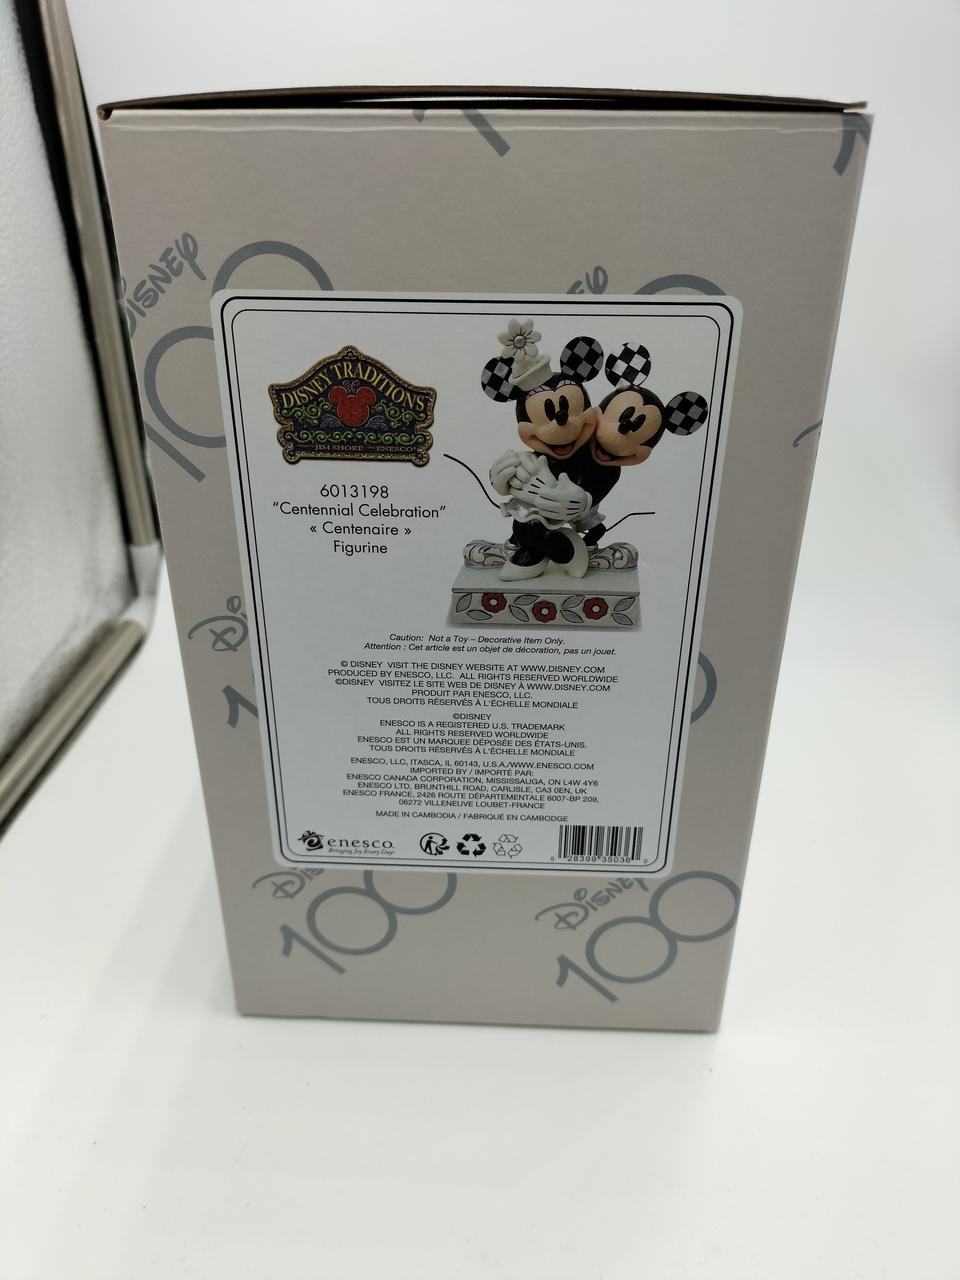 DISNEY
100
DISNEY
DISNEY TRADITIONS
JIM SHORE ENESCO
6013198
"Centennial Celebration"
« Centenaire »
Figurine
Caution: Not a Toy – Decorative Item Only.
Attention : Cet article est un objet de décoration, pas un jouet.
© DISNEY VISIT THE DISNEY WEBSITE AT WWW.DISNEY.COM
PRODUCED BY ENESCO, LLC. ALL RIGHTS RESERVED WORLDWIDE
©DISNEY VISITEZ LE SITE WEB DE DISNEY À WWW.DISNEY.COM
PRODUIT PAR ENESCO, LLC.
TOUS DROITS RÉSERVÉS À L'ÉCHELLE MONDIALE
©DISNEY
ENESCO IS A REGISTERED U.S. TRADEMARK
ALL RIGHTS RESERVED WORLDWIDE
ENESCO EST UN MARQUEE DÉPOSÉE DES ÉTATS-UNIS.
TOUS DROITS RÉSERVÉS À L'ÉCHELLE MONDIALE
ENESCO, LLC, ITASCA, IL 60143, U.S.A./WWW.ENESCO.COM
IMPORTED BY / IMPORTÉ PAR:
ENESCO CANADA CORPORATION, MISSISSAUGA, ON L4W 4Y6
ENESCO LTD, BRUNTHILL ROAD, CARLISLE, CA3 0EN, UK
ENESCO FRANCE, 2426 ROUTE DÉPARTEMENTALE 6007-BP 209,
06272 VILLENEUVE LOUBET-FRANCE
MADE IN CAMBODIA / FABRIQUÉ EN CAMBODGE
enesco.
Bringing Joy Every Day!
0 28399 35036 0
DISNEY
100
DISNEY
100